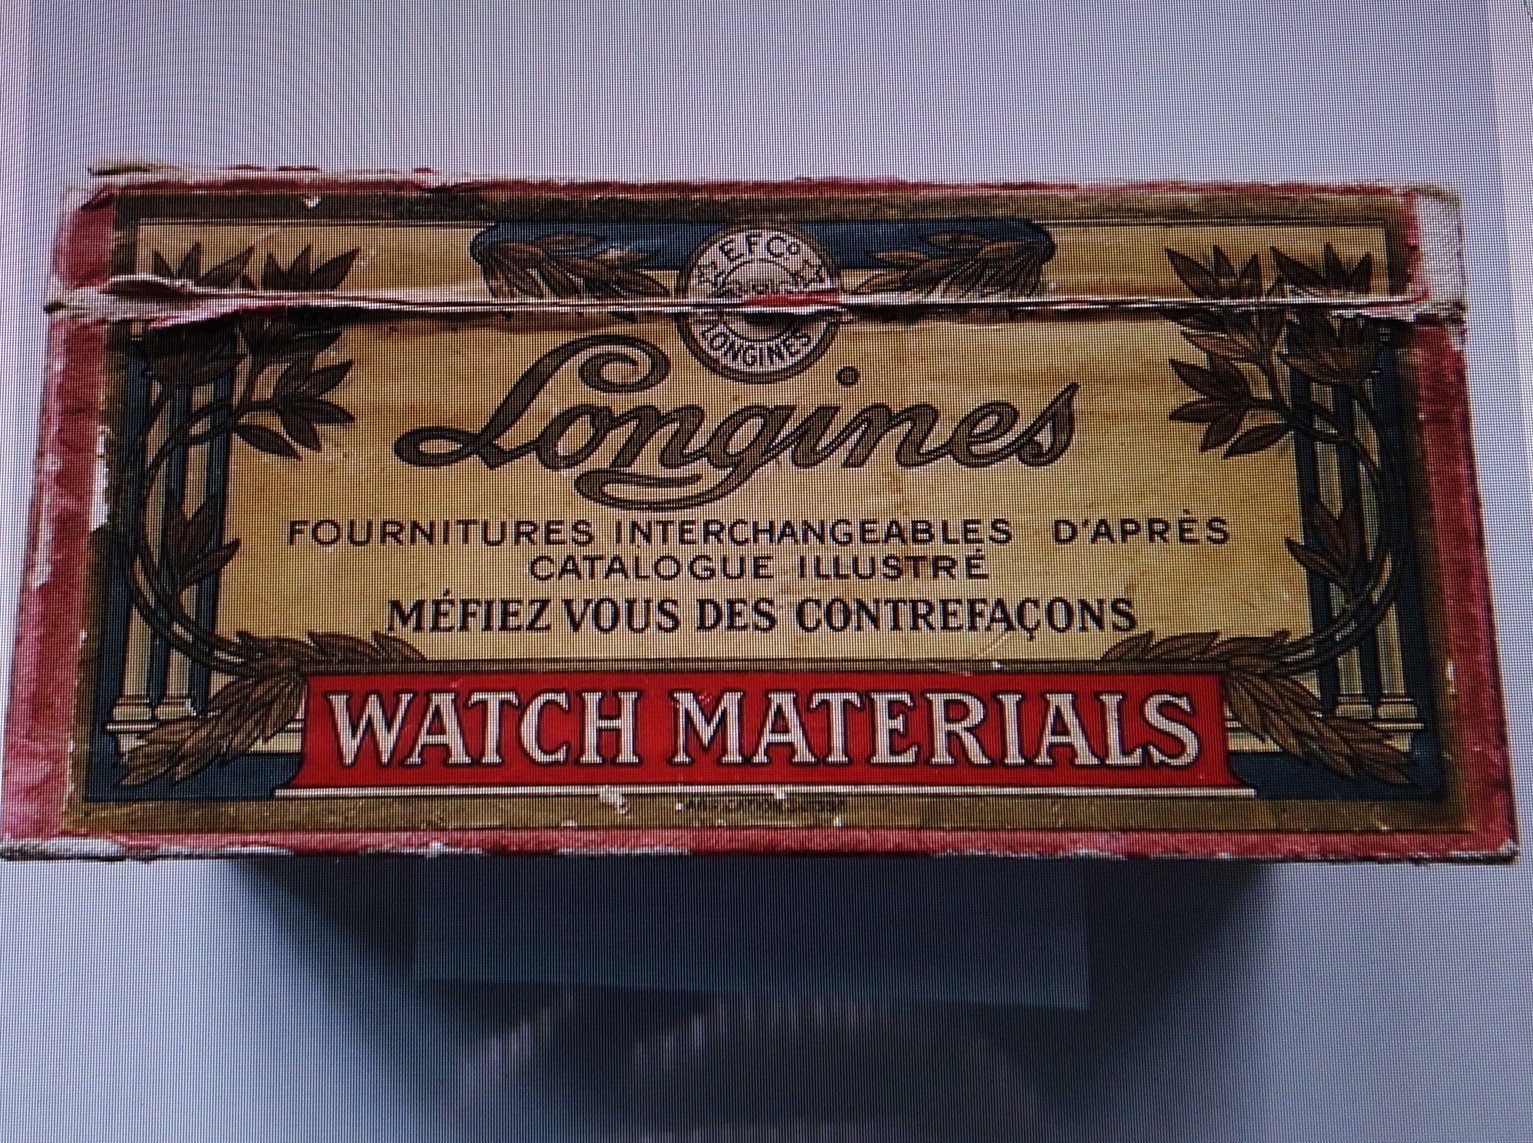 E.F.Co
LONGINES
Longines
FOURNITURES INTERCHANGEABLES D'APRÈS
CATALOGUE ILLUSTRÉ
MÉFIEZ VOUS DES CONTREFAÇONS
WATCH MATERIALS